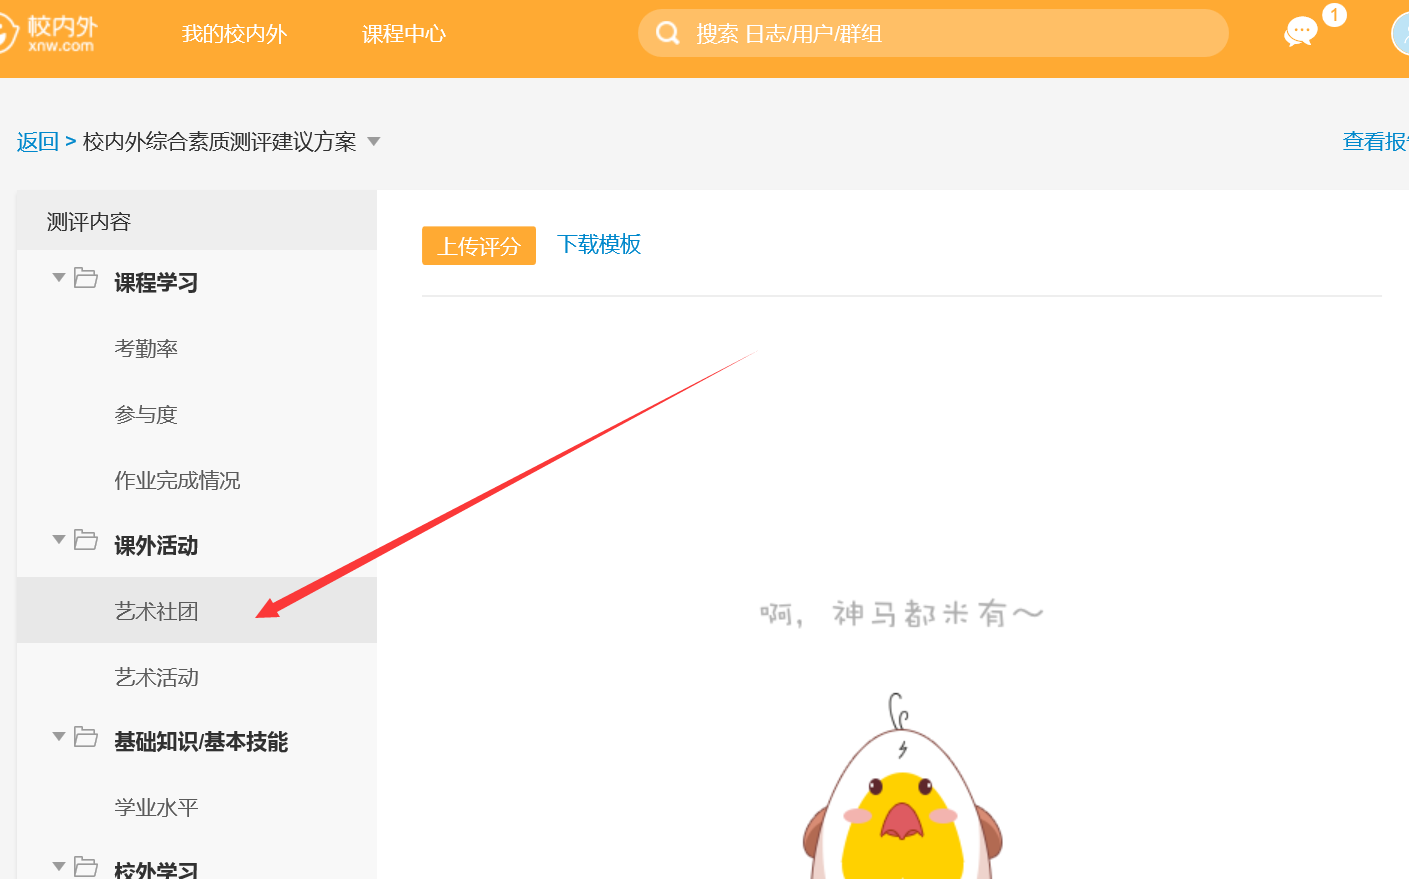 校内外
xnw.com
我的校内外
课程中心
搜索 日志/用户/群组
1
返回 > 校内外综合素质测评建议方案
查看报
测评内容
上传评分
下载模板
课程学习
考勤率
参与度
作业完成情况
课外活动
艺术社团
啊，神马都米有～
艺术活动
基础知识/基本技能
学业水平
校外学习